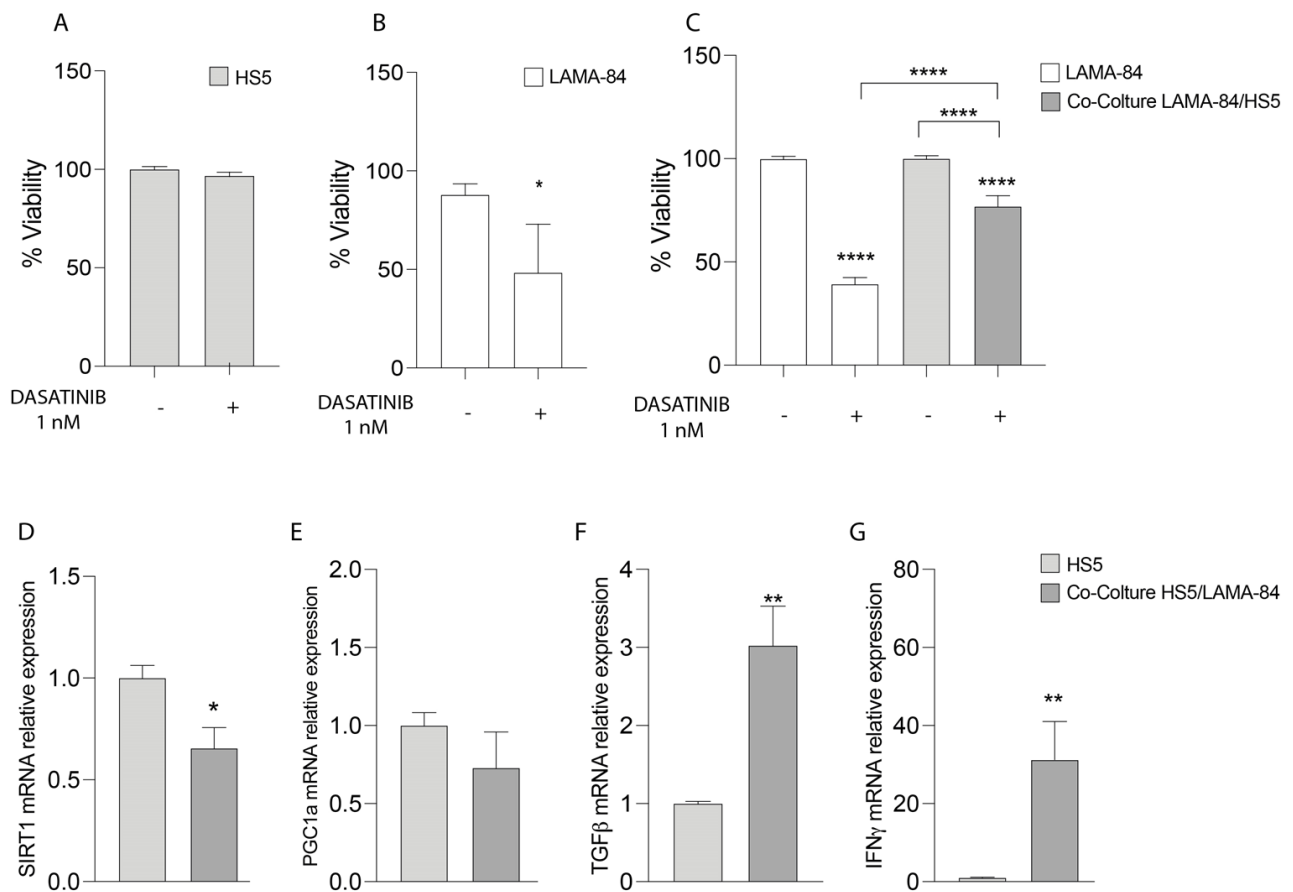 A
B
C
150
100
50
0
% Viability
HS5
DASATINIB
1 nM
-
+
150
100
50
0
% Viability
LAMA-84
*
DASATINIB
1 nM
-
+
150
100
50
0
% Viability
****
****
****
****
LAMA-84
Co-Colture LAMA-84/HS5
DASATINIB
1 nM
-
+
-
+
D
E
F
G
1.5
1.0
0.5
0.0
SIRT1 mRNA relative expression
*
2.0
1.5
1.0
0.5
0.0
PGC1a mRNA relative expression
4
3
2
1
0
TGFβ mRNA relative expression
**
80
60
40
20
0
IFNγ mRNA relative expression
**
HS5
Co-Colture HS5/LAMA-84